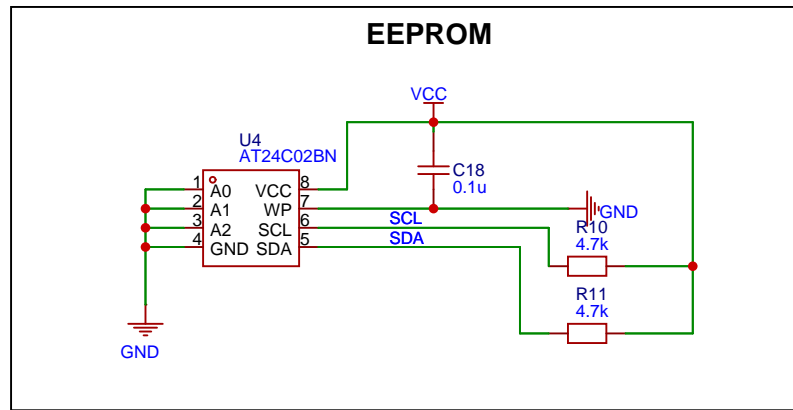 EEPROM
VCC
U4
AT24C02BN
C18
0.1u
1 A0 VCC 8
2 A1 WP 7
3 A2 SCL 6
4 GND SDA 5
SCL
SDA
GND
R10
4.7k
R11
4.7k
GND